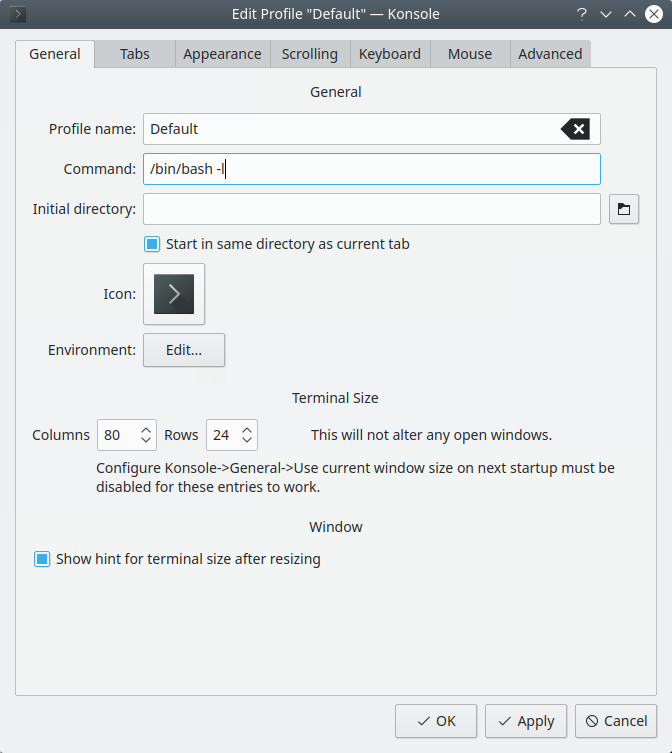 Edit Profile "Default" — Konsole
General Tabs Appearance Scrolling Keyboard Mouse Advanced
General
Profile name: Default
Command: /bin/bash -l
Initial directory:
Start in same directory as current tab
Icon:
Environment: Edit...
Terminal Size
Columns 80 Rows 24 This will not alter any open windows.
Configure Konsole->General->Use current window size on next startup must be
disabled for these entries to work.
Window
Show hint for terminal size after resizing
OK Apply Cancel